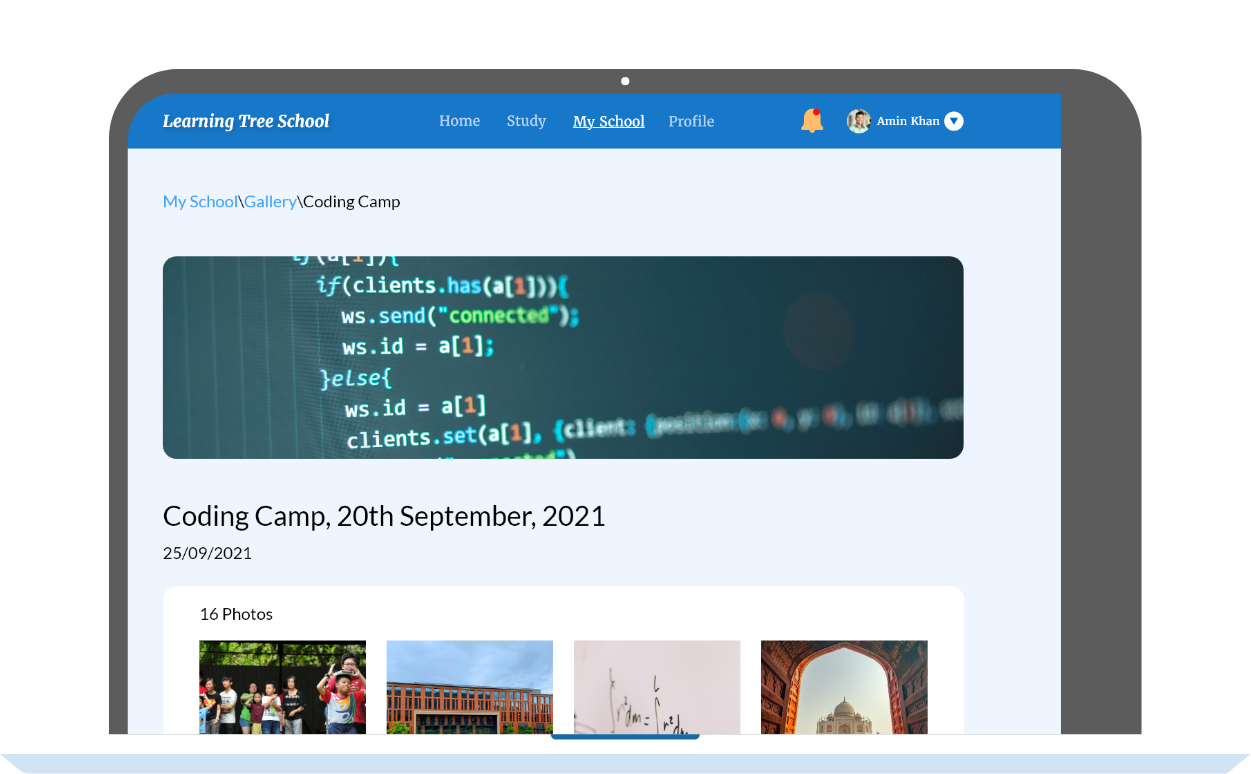 Learning Tree School
Home Study My School Profile
Amin Khan
My School\Gallery\Coding Camp
if(a[1]){
if(clients.has(a[1])){
ws.send("connected");
ws.id = a[1];
}else{
ws.id = a[1]
clients.set(a[1], {client: {position:{x:
Coding Camp, 20th September, 2021
25/09/2021
16 Photos